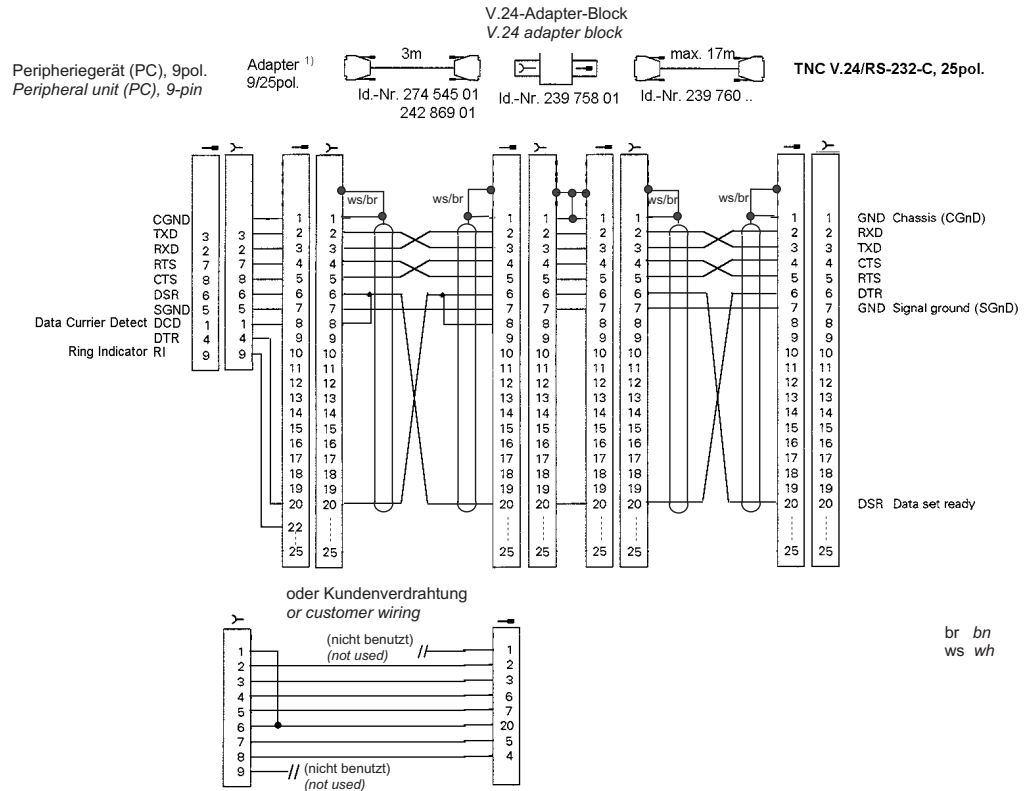 V.24-Adapter-Block
V.24 adapter block
Peripheriegerät (PC), 9pol.
Peripheral unit (PC), 9-pin
Adapter 1)
9/25pol.
3m
Id.-Nr. 274 545 01
242 869 01
Id.-Nr. 239 758 01
max. 17m
Id.-Nr. 239 760 ..
TNC V.24/RS-232-C, 25pol.
ws/br ws/br ws/br ws/br
CGND 1 1 1 1 1 1 1 1 GND Chassis (CGnD)
TXD 3 3 2 2 2 2 2 2 2 2 RXD
RXD 2 2 3 3 3 3 3 3 3 3 TXD
RTS 7 7 4 4 4 4 4 4 4 4 CTS
CTS 8 8 5 5 5 5 5 5 5 5 RTS
DSR 6 6 6 6 6 6 6 6 6 6 DTR
SGND 5 5 7 7 7 7 7 7 7 7 GND Signal ground (SGnD)
Data Currier Detect DCD 1 1 8 8 8 8 8 8 8 8
DTR 4 4 9 9 9 9 9 9 9 9
Ring Indicator RI 9 9 10 10 10 10 10 10 10 10
11 11 11 11 11 11 11 11
12 12 12 12 12 12 12 12
13 13 13 13 13 13 13 13
14 14 14 14 14 14 14 14
15 15 15 15 15 15 15 15
16 16 16 16 16 16 16 16
17 17 17 17 17 17 17 17
18 18 18 18 18 18 18 18
19 19 19 19 19 19 19 19
20 20 20 20 20 20 20 20 DSR Data set ready
22
25 25 25 25 25 25 25 25
oder Kundenverdrahtung
or customer wiring
(nicht benutzt)
(not used)
1 1
2 2
3 3
4 6
5 7
6 20
7 5
8 4
9 (nicht benutzt)
(not used)
br bn
ws wh